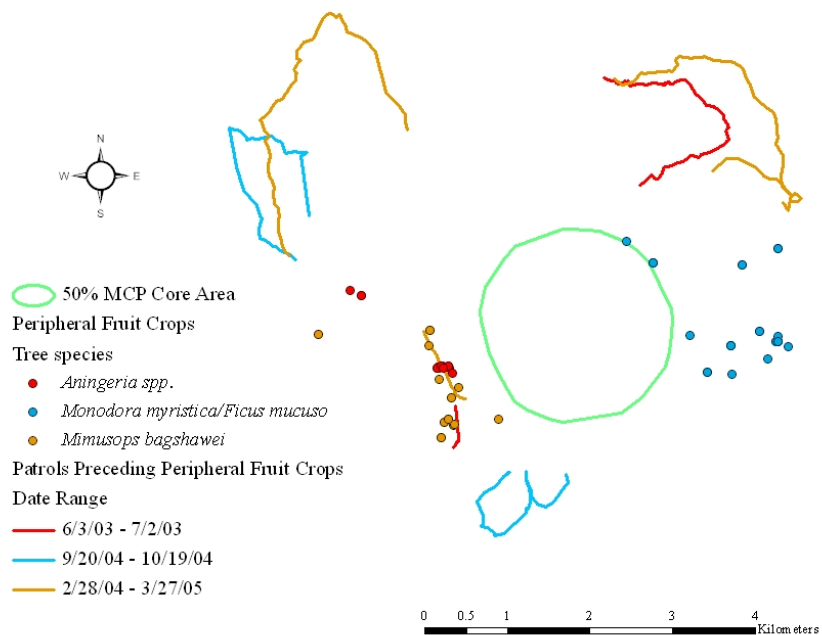 N
W E
S
50% MCP Core Area
Peripheral Fruit Crops
Tree species
Aningeria spp.
Monodora myristica/Ficus mucuso
Mimusops bagshawei
Patrols Preceding Peripheral Fruit Crops
Date Range
6/3/03 - 7/2/03
9/20/04 - 10/19/04
2/28/04 - 3/27/05
0 0.5 1 2 3 4
Kilometers